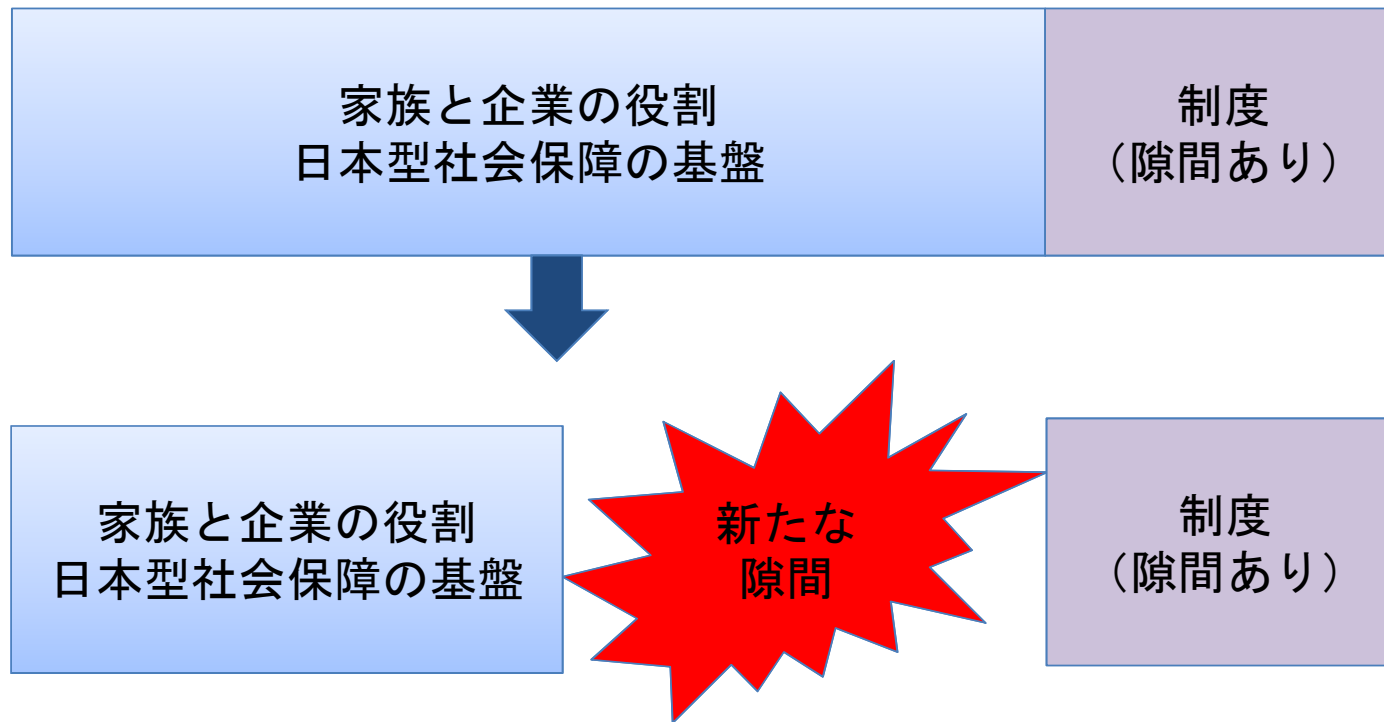 家族と企業の役割
日本型社会保障の基盤
制度
（隙間あり）
家族と企業の役割
日本型社会保障の基盤
新たな
隙間
制度
（隙間あり）